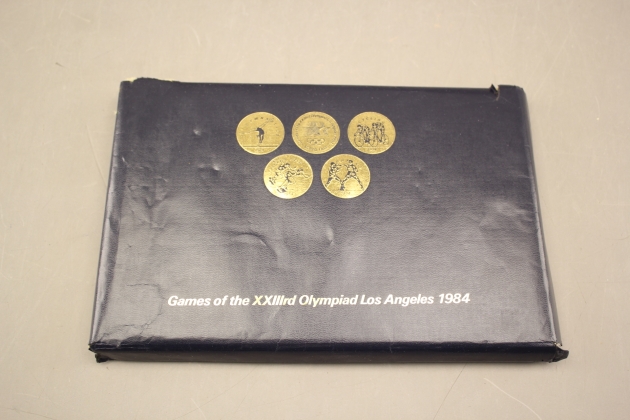 Games of the XXIIIrd Olympiad Los Angeles 1984